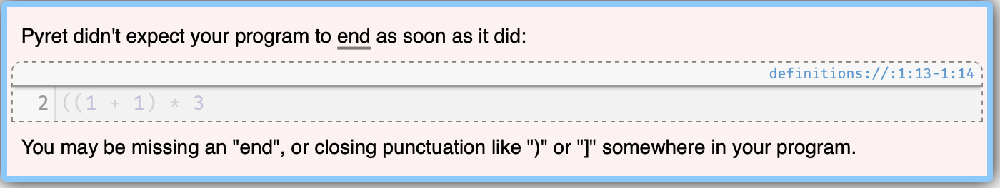 Pyret didn't expect your program to end as soon as it did:
definitions://:1:13-1:14
2 ((1 + 1) * 3
You may be missing an "end", or closing punctuation like ")" or "]" somewhere in your program.